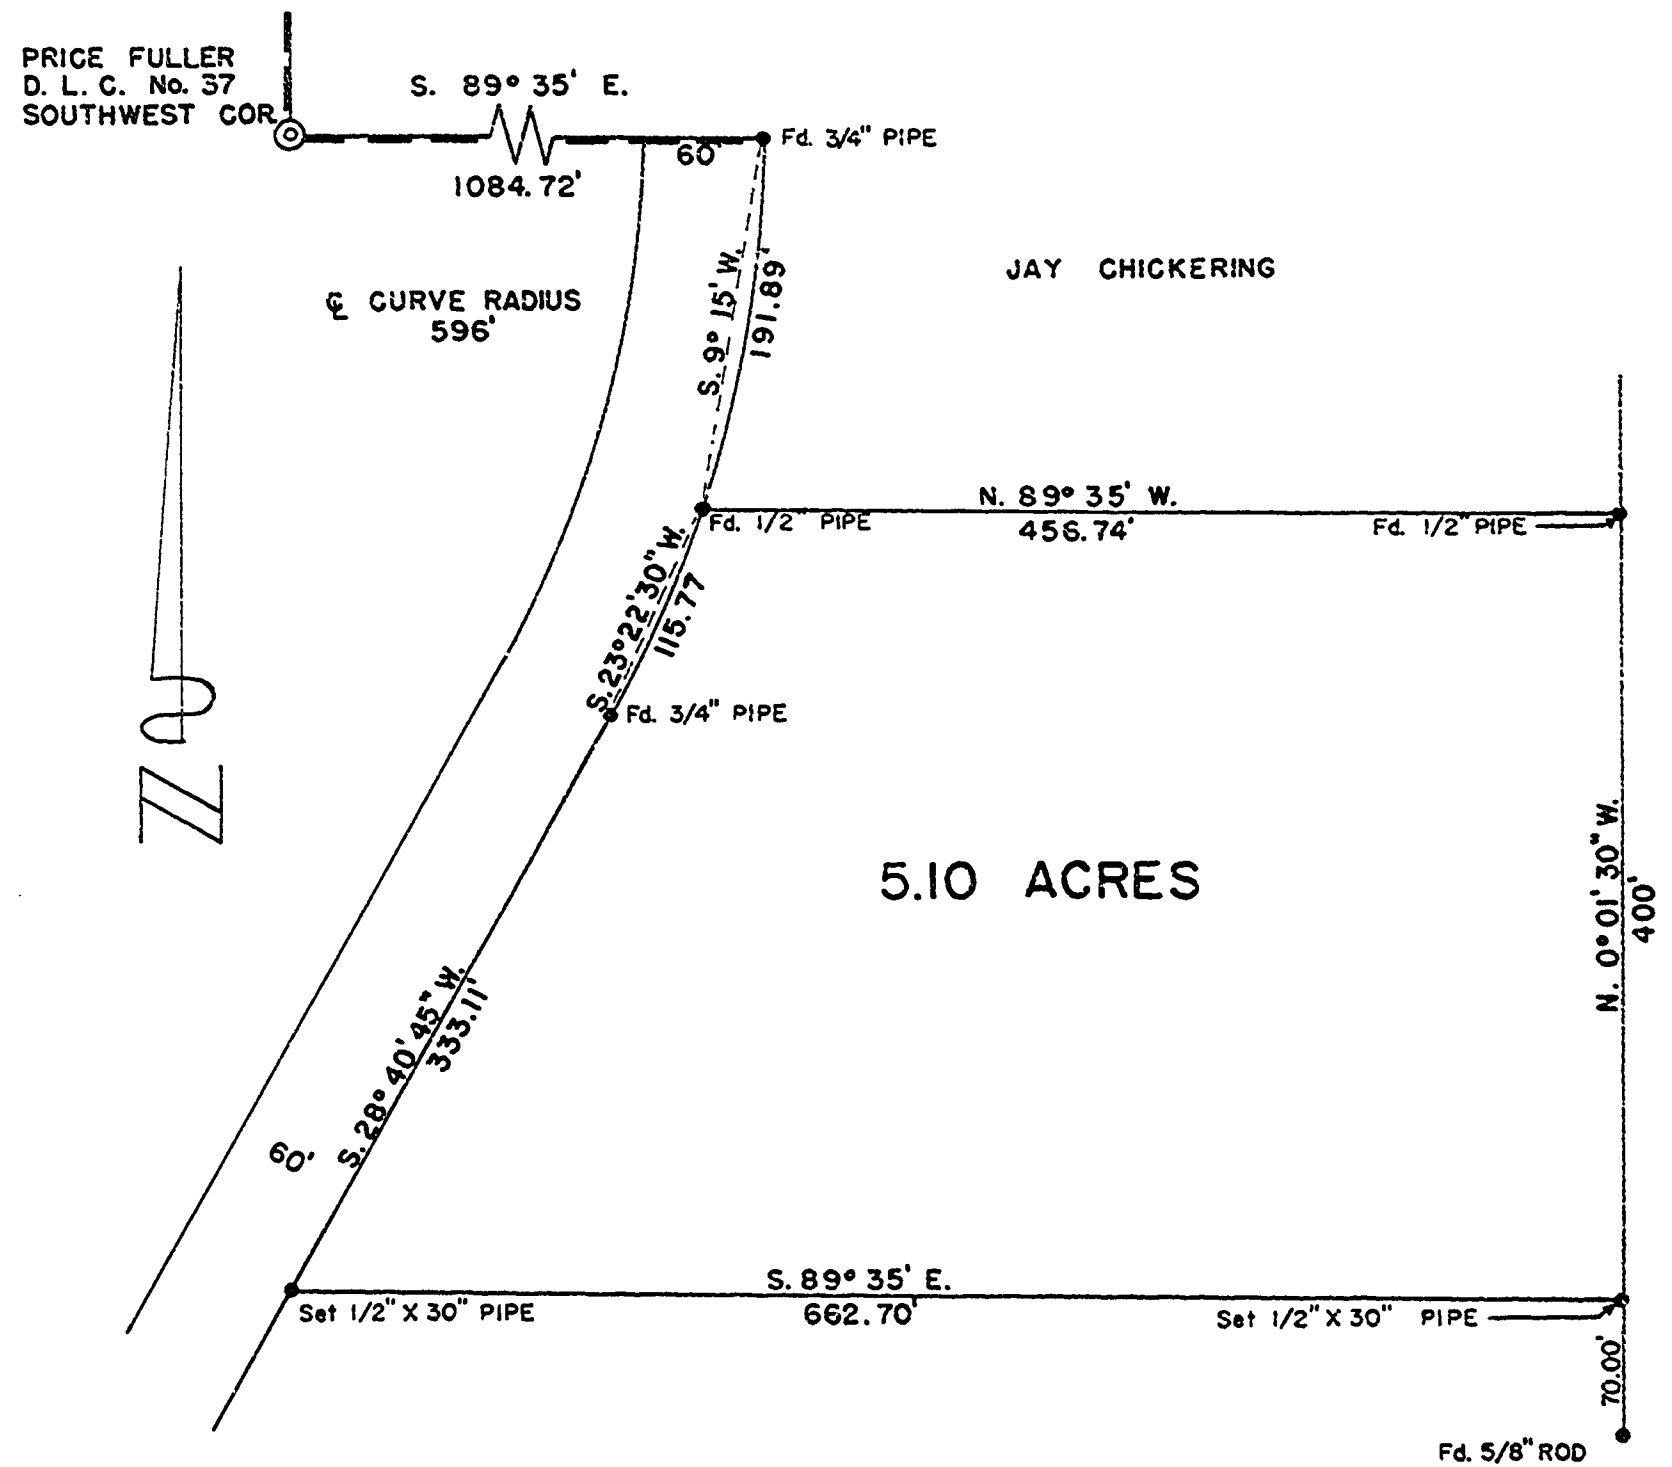 PRICE FULLER
D. L. C. No. 37
SOUTHWEST COR.
S. 89° 35' E.
1084.72'
60'
Fd. 3/4" PIPE
℄ CURVE RADIUS
596'
S. 9° 15' W.
191.89'
JAY CHICKERING
N. 89° 35' W.
456.74'
Fd. 1/2" PIPE
Fd. 1/2" PIPE
S. 23° 22' 30" W.
115.77
Fd. 3/4" PIPE
N
5.10 ACRES
N. 0° 01' 30" W.
400'
S. 28° 40' 45" W.
333.11'
60'
S. 89° 35' E.
662.70'
Set 1/2" X 30" PIPE
Set 1/2" X 30" PIPE
70.00'
Fd. 5/8" ROD